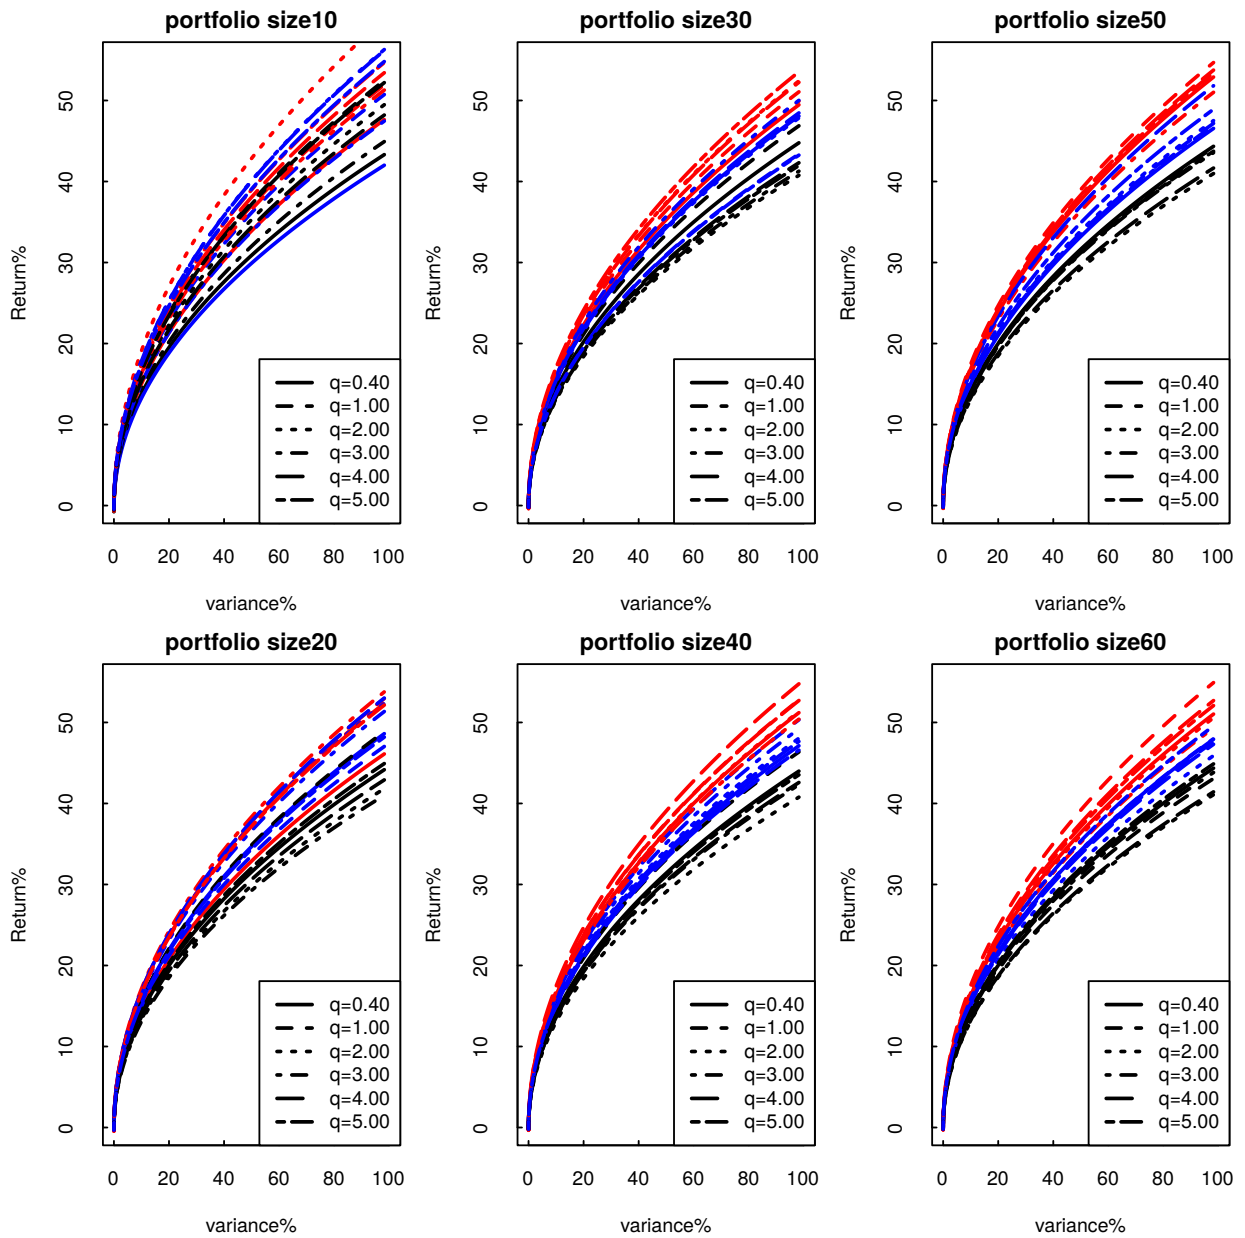 portfolio size10
Return%
50
40
30
20
10
0
q=0.40
q=1.00
q=2.00
q=3.00
q=4.00
q=5.00
0 20 40 60 80 100
variance%
portfolio size30
Return%
50
40
30
20
10
0
q=0.40
q=1.00
q=2.00
q=3.00
q=4.00
q=5.00
0 20 40 60 80 100
variance%
portfolio size50
Return%
50
40
30
20
10
0
q=0.40
q=1.00
q=2.00
q=3.00
q=4.00
q=5.00
0 20 40 60 80 100
variance%
portfolio size20
Return%
50
40
30
20
10
0
q=0.40
q=1.00
q=2.00
q=3.00
q=4.00
q=5.00
0 20 40 60 80 100
variance%
portfolio size40
Return%
50
40
30
20
10
0
q=0.40
q=1.00
q=2.00
q=3.00
q=4.00
q=5.00
0 20 40 60 80 100
variance%
portfolio size60
Return%
50
40
30
20
10
0
q=0.40
q=1.00
q=2.00
q=3.00
q=4.00
q=5.00
0 20 40 60 80 100
variance%